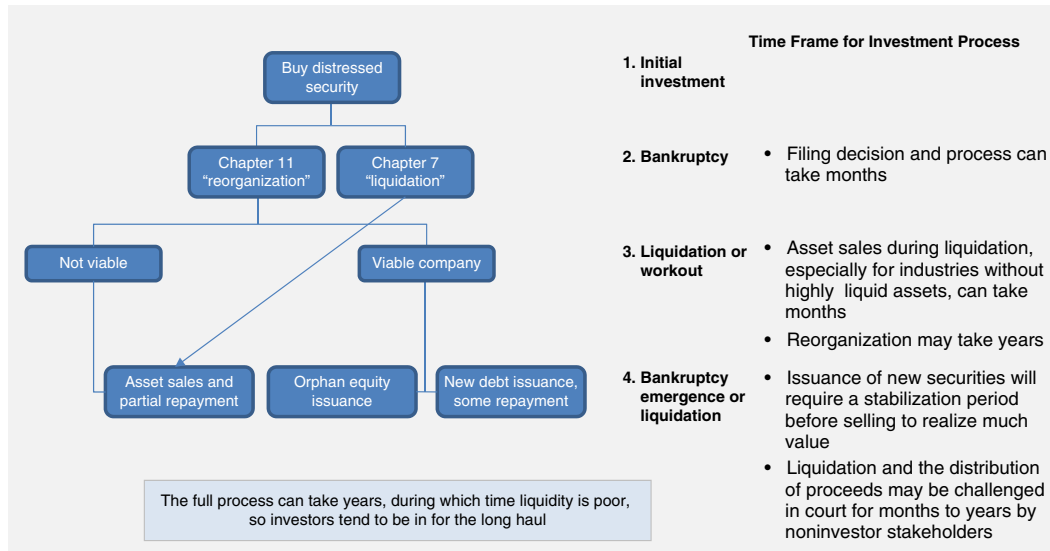 Time Frame for Investment Process
Buy distressed
security
1. Initial
investment
Chapter 11
“reorganization”
Chapter 7
“liquidation”
2. Bankruptcy
• Filing decision and process can
take months
Not viable
Viable company
3. Liquidation or
workout
• Asset sales during liquidation,
especially for industries without
highly liquid assets, can take
months
• Reorganization may take years
Asset sales and
partial repayment
Orphan equity
issuance
New debt issuance,
some repayment
4. Bankruptcy
emergence or
liquidation
• Issuance of new securities will
require a stabilization period
before selling to realize much
value
• Liquidation and the distribution
of proceeds may be challenged
in court for months to years by
noninvestor stakeholders
The full process can take years, during which time liquidity is poor,
so investors tend to be in for the long haul